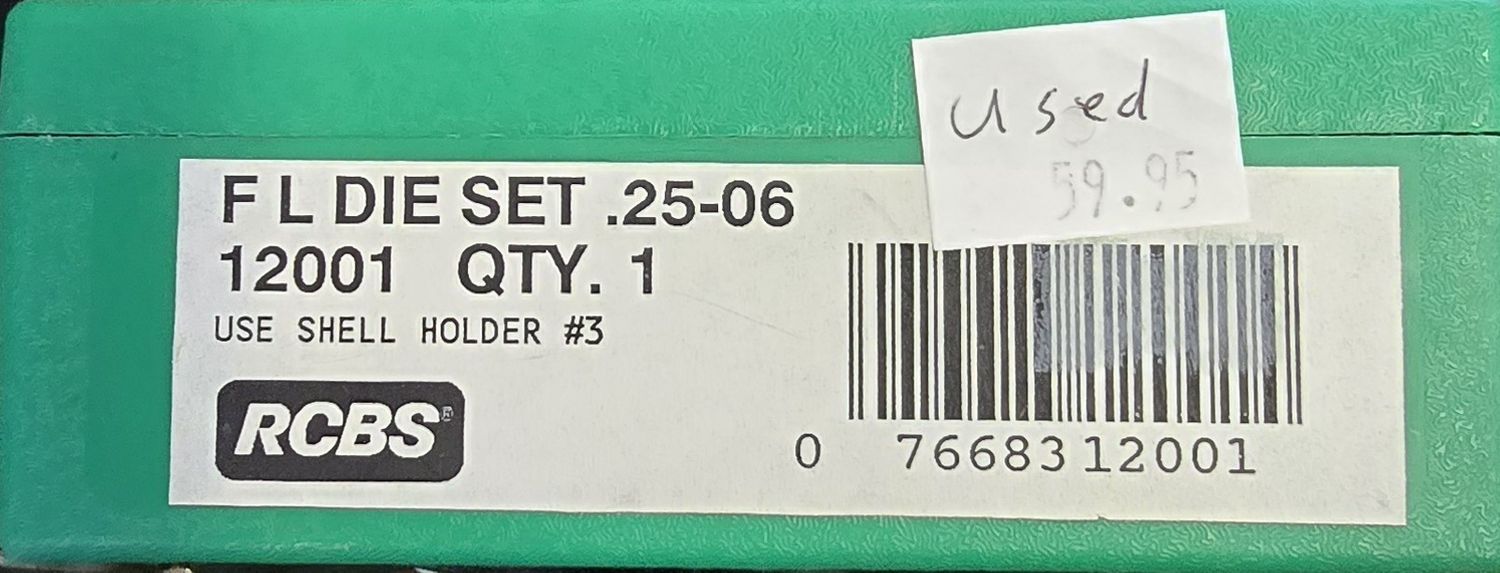 used
59.95
F L DIE SET .25-06
12001 QTY. 1
USE SHELL HOLDER #3
RCBS®
0 76683 12001